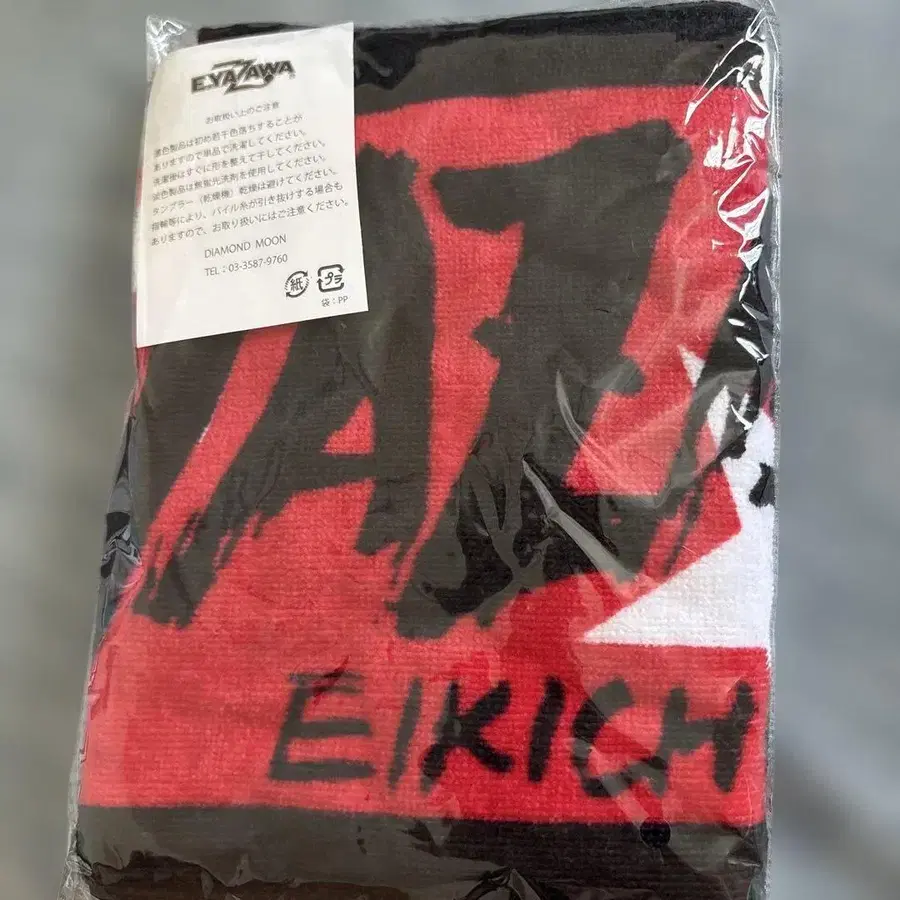 E.YAZAWA
お取扱い上のご注意
濃色製品は初め若干色落ちすることが
ありますので単品で洗濯してください。
洗濯後はすぐに形を整えて干してください。
淡色製品は無蛍光洗剤を使用してください。
タンブラー（乾燥機）乾燥は避けてください。
指輪等により、パイル糸が引き抜けする場合も
ありますので、お取り扱いにはご注意ください。
DIAMOND MOON
TEL：03-3587-9760
紙 プラ
袋：PP
AZ
EIKICH